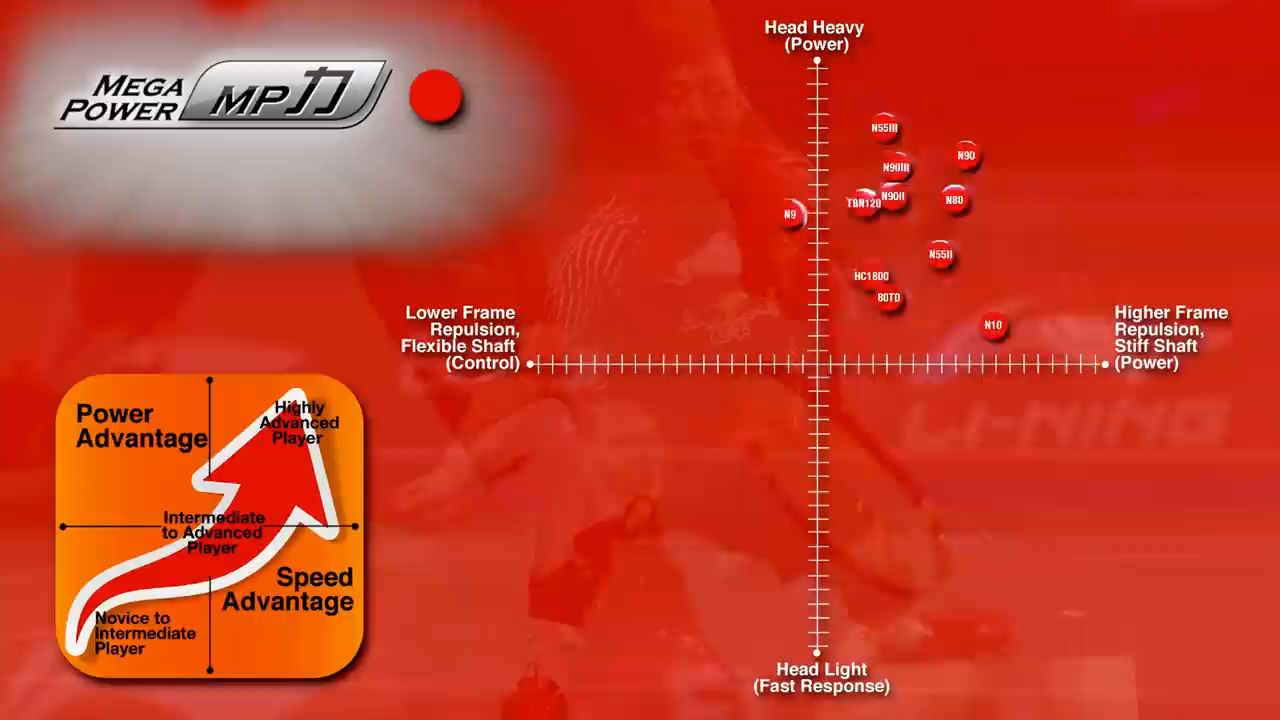 MEGA
POWER
MP力
Head Heavy
(Power)
N55III
N90
N90III
N90II
TBN120
N80
N9
N55II
HC1800
80TD
N10
Lower Frame
Repulsion,
Flexible Shaft
(Control)
Higher Frame
Repulsion,
Stiff Shaft
(Power)
LI-NING
Power
Advantage
Highly
Advanced
Player
Intermediate
to Advanced
Player
Speed
Advantage
Novice to
Intermediate
Player
Head Light
(Fast Response)